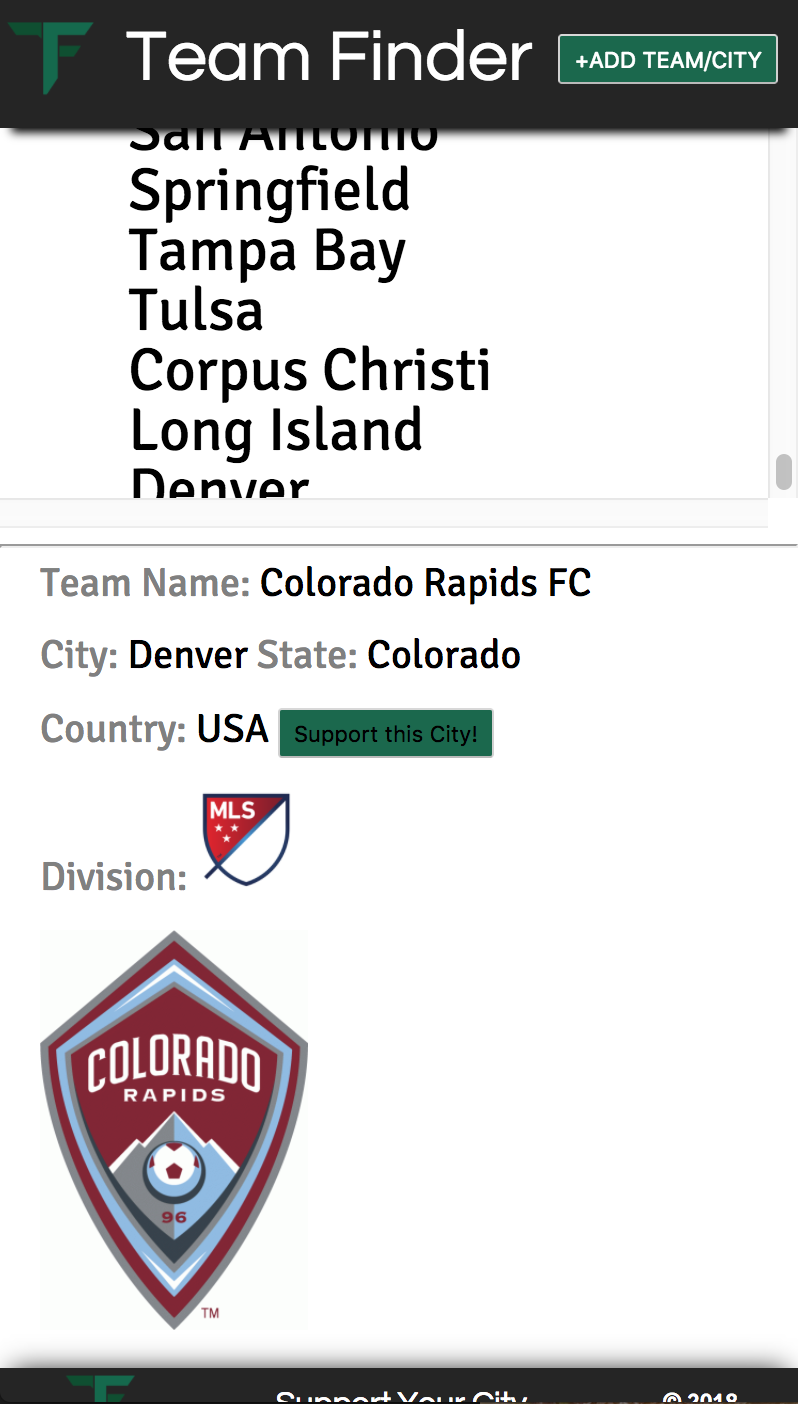 Team Finder
+ADD TEAM/CITY
San Antonio
Springfield
Tampa Bay
Tulsa
Corpus Christi
Long Island
Denver
Team Name: Colorado Rapids FC
City: Denver State: Colorado
Country: USA Support this City!
MLS
Division:
COLORADO
RAPIDS
96
TM
Support Your City
© 2018